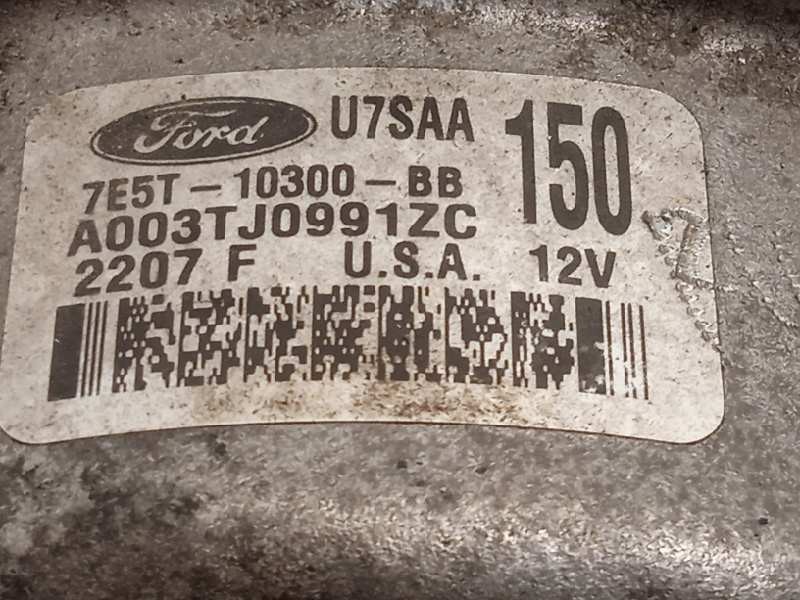 Ford U7SAA 150
7E5T-10300-BB
A003TJ0991ZC
2207 F U.S.A. 12V